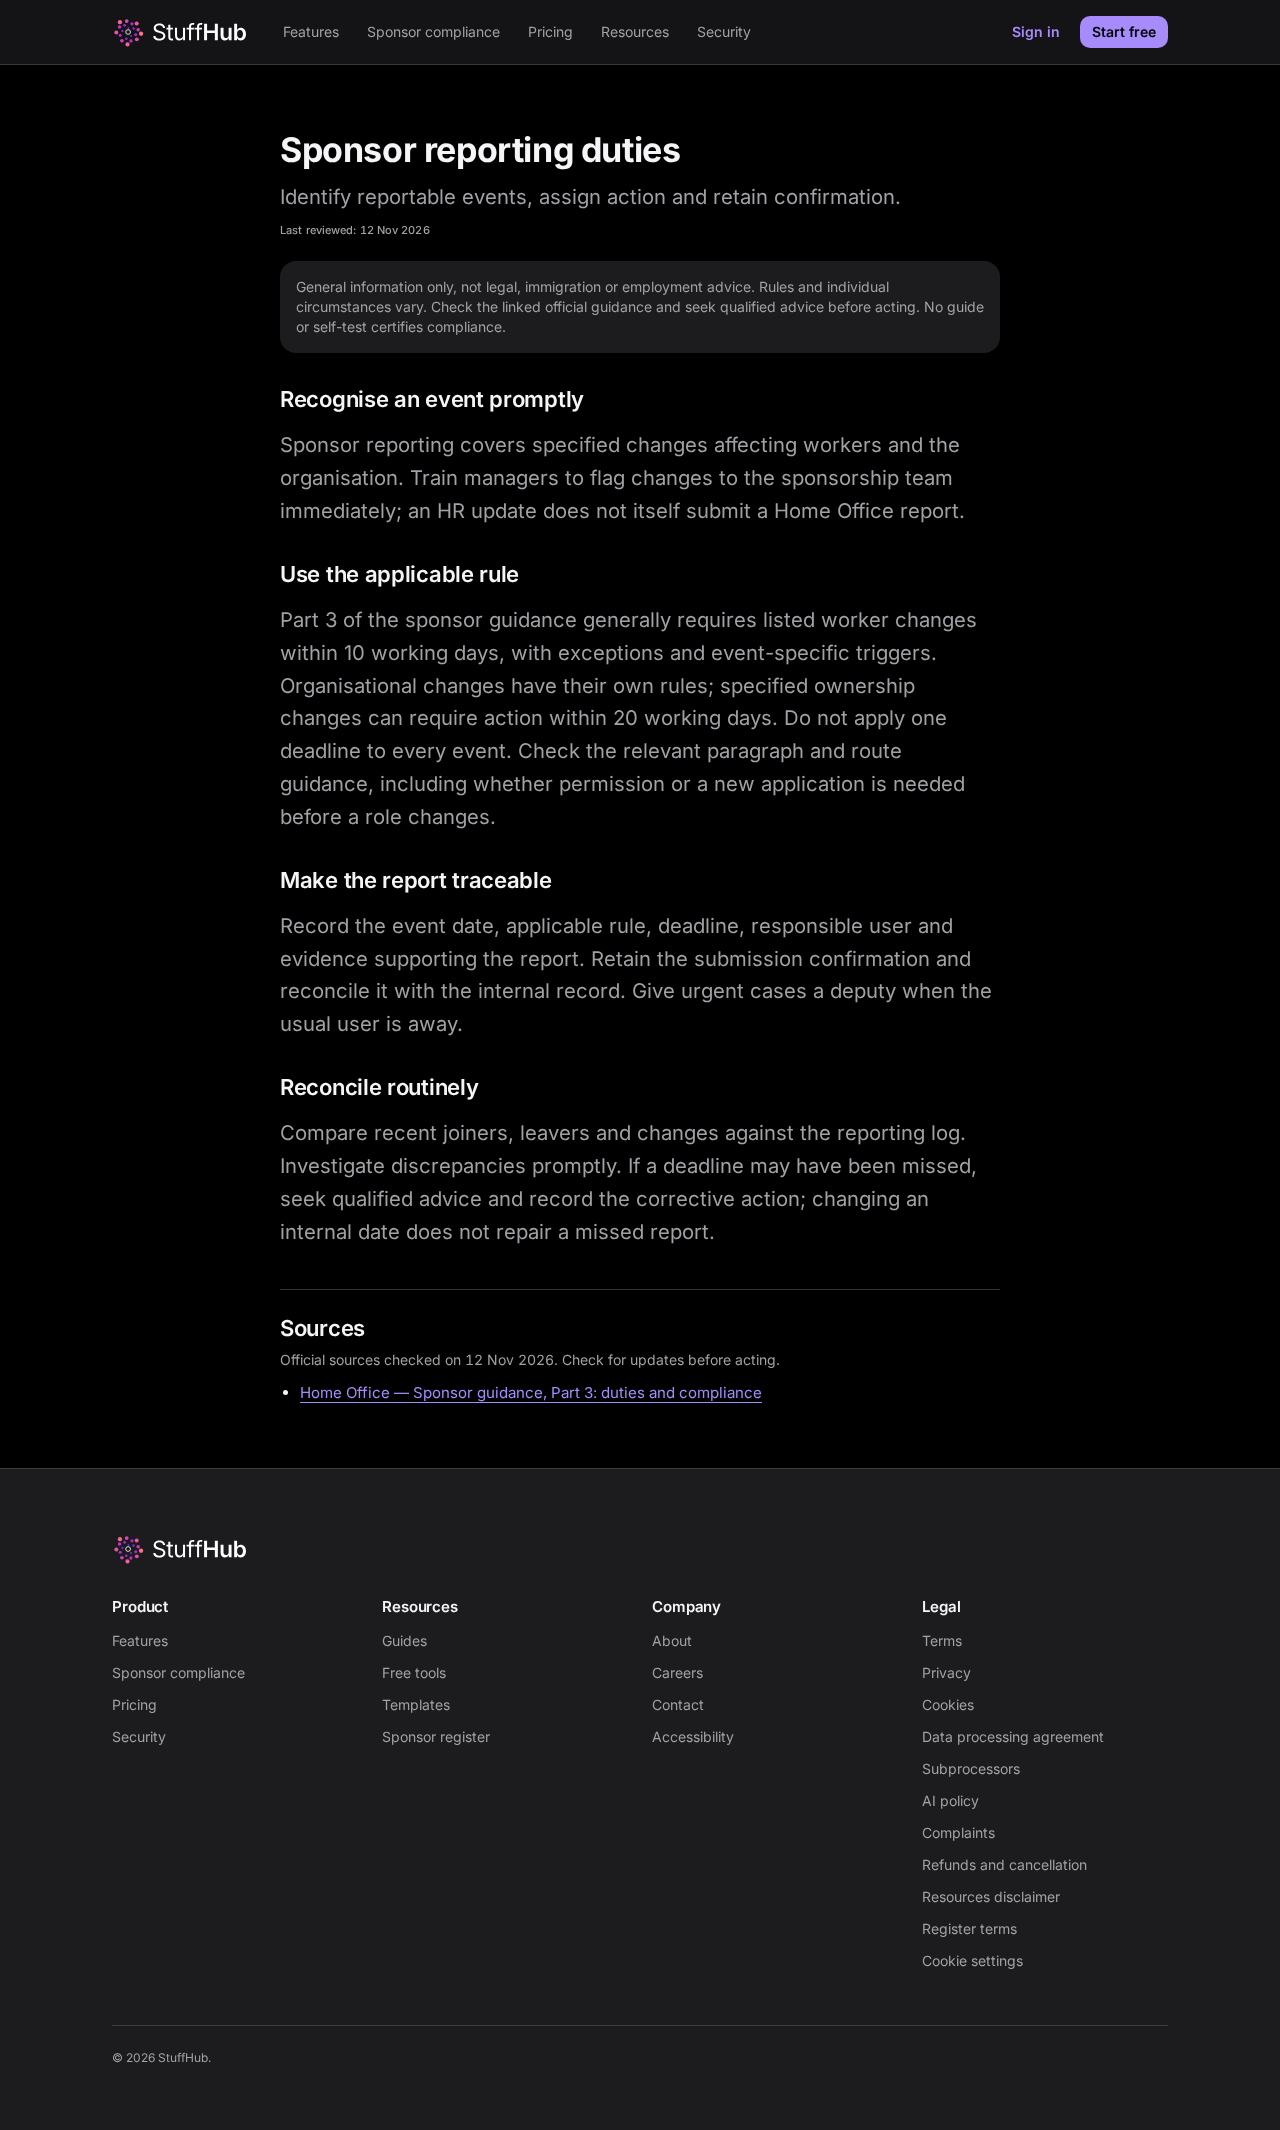 StuffHub Features Sponsor compliance Pricing Resources Security Sign in Start free
Sponsor reporting duties
Identify reportable events, assign action and retain confirmation.
Last reviewed: 12 Nov 2026
General information only, not legal, immigration or employment advice. Rules and individual
circumstances vary. Check the linked official guidance and seek qualified advice before acting. No guide
or self-test certifies compliance.
Recognise an event promptly
Sponsor reporting covers specified changes affecting workers and the
organisation. Train managers to flag changes to the sponsorship team
immediately; an HR update does not itself submit a Home Office report.
Use the applicable rule
Part 3 of the sponsor guidance generally requires listed worker changes
within 10 working days, with exceptions and event-specific triggers.
Organisational changes have their own rules; specified ownership
changes can require action within 20 working days. Do not apply one
deadline to every event. Check the relevant paragraph and route
guidance, including whether permission or a new application is needed
before a role changes.
Make the report traceable
Record the event date, applicable rule, deadline, responsible user and
evidence supporting the report. Retain the submission confirmation and
reconcile it with the internal record. Give urgent cases a deputy when the
usual user is away.
Reconcile routinely
Compare recent joiners, leavers and changes against the reporting log.
Investigate discrepancies promptly. If a deadline may have been missed,
seek qualified advice and record the corrective action; changing an
internal date does not repair a missed report.
Sources
Official sources checked on 12 Nov 2026. Check for updates before acting.
Home Office — Sponsor guidance, Part 3: duties and compliance
StuffHub
Product
Features
Sponsor compliance
Pricing
Security
Resources
Guides
Free tools
Templates
Sponsor register
Company
About
Careers
Contact
Accessibility
Legal
Terms
Privacy
Cookies
Data processing agreement
Subprocessors
AI policy
Complaints
Refunds and cancellation
Resources disclaimer
Register terms
Cookie settings
© 2026 StuffHub.